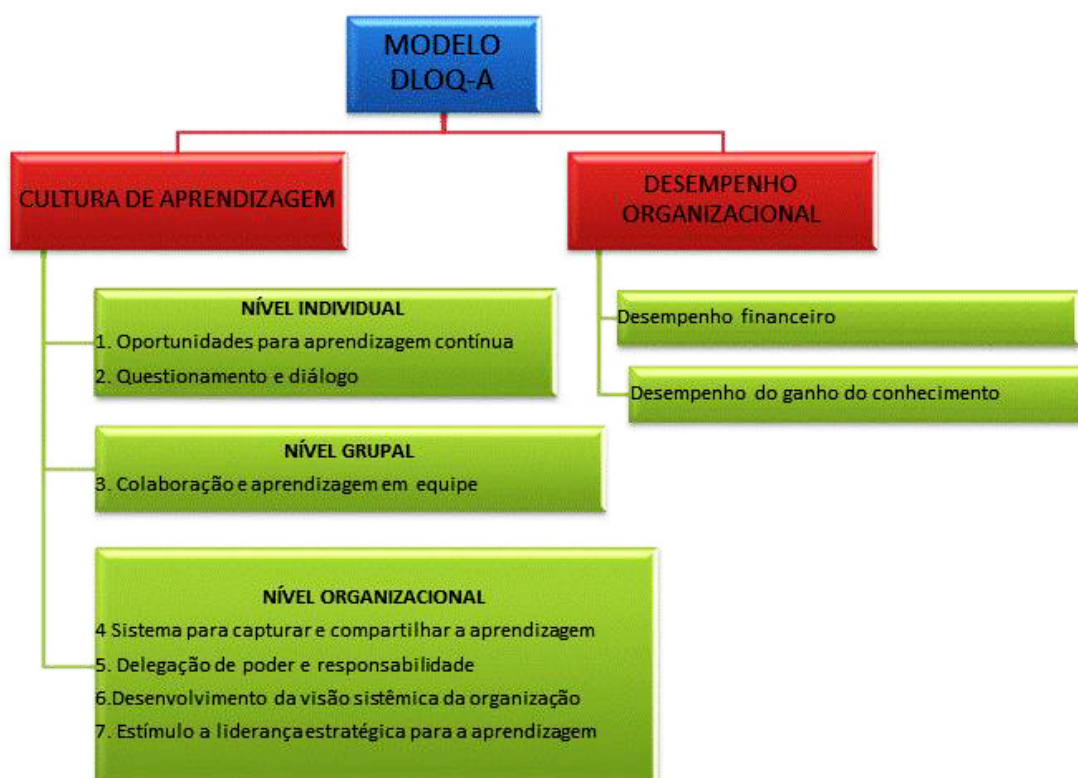 MODELO
DLOQ-A
CULTURA DE APRENDIZAGEM
DESEMPENHO
ORGANIZACIONAL
NÍVEL INDIVIDUAL
1. Oportunidades para aprendizagem contínua
2. Questionamento e diálogo
NÍVEL GRUPAL
3. Colaboração e aprendizagem em equipe
NÍVEL ORGANIZACIONAL
4 Sistema para capturar e compartilhar a aprendizagem
5. Delegação de poder e responsabilidade
6.Desenvolvimento da visão sistêmica da organização
7. Estímulo a liderança estratégica para a aprendizagem
Desempenho financeiro
Desempenho do ganho do conhecimento